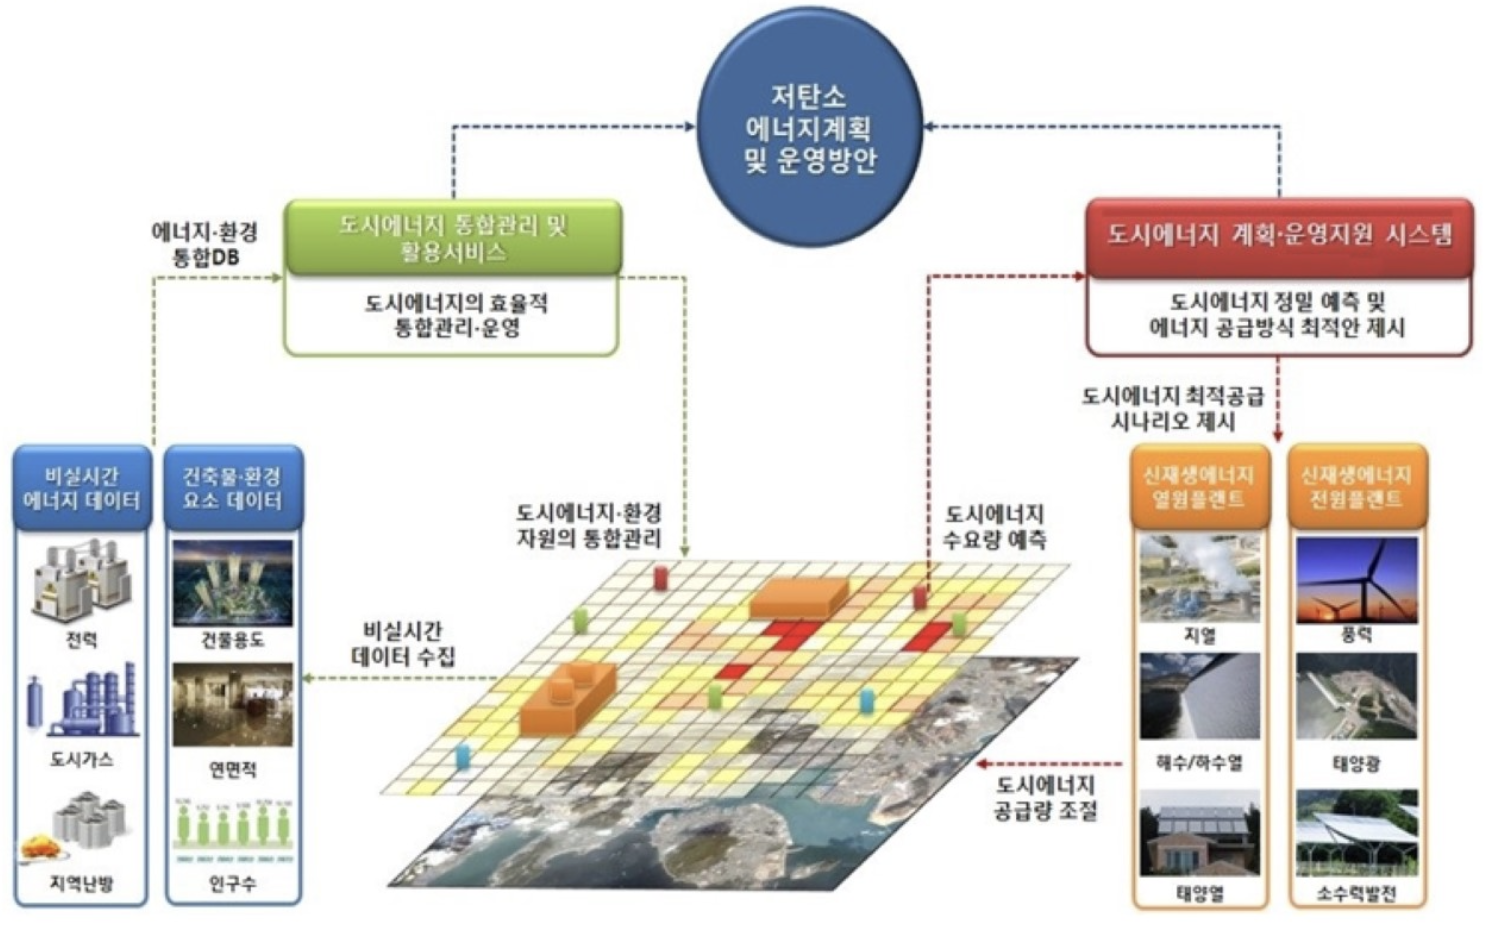 저탄소
에너지계획
및 운영방안
에너지·환경
통합DB
도시에너지 통합관리 및
활용서비스
도시에너지의 효율적
통합관리·운영
도시에너지 계획·운영지원 시스템
도시에너지 정밀 예측 및
에너지 공급방식 최적안 제시
도시에너지 최적공급
시나리오 제시
비실시간
에너지 데이터
전력
도시가스
지역난방
건축물·환경
요소 데이터
건물용도
연면적
인구수
비실시간
데이터 수집
도시에너지·환경
자원의 통합관리
도시에너지
수요량 예측
도시에너지
공급량 조절
신재생에너지
열원플랜트
지열
해수/하수열
태양열
신재생에너지
전원플랜트
풍력
태양광
소수력발전